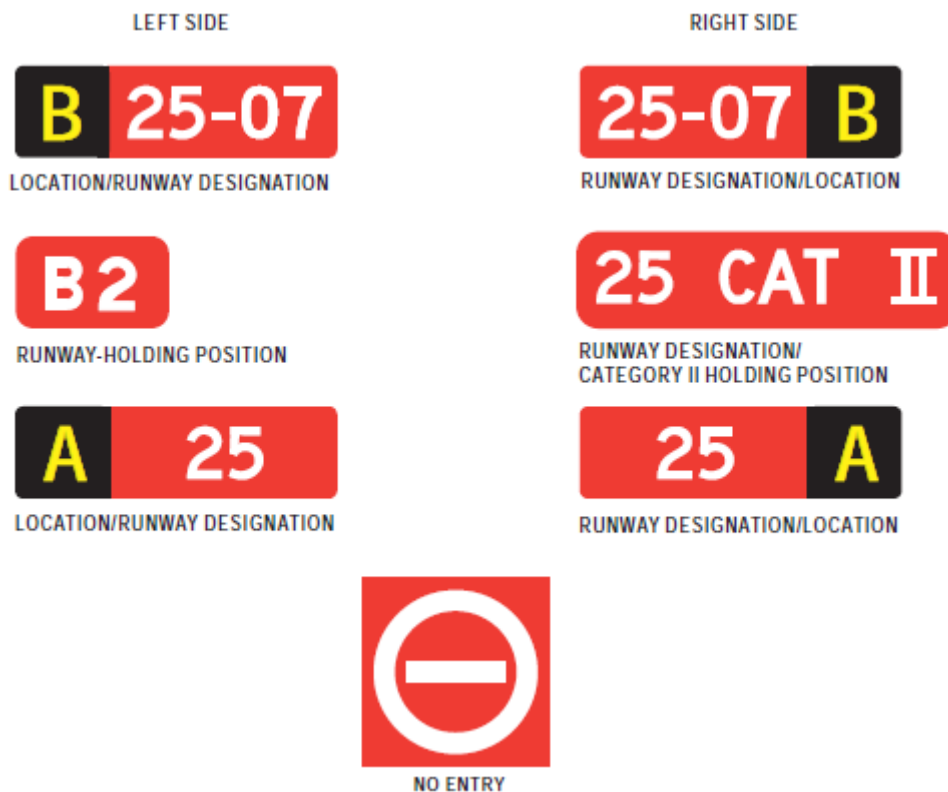 LEFT SIDE
RIGHT SIDE
B 25-07
25-07 B
LOCATION/RUNWAY DESIGNATION
RUNWAY DESIGNATION/LOCATION
B2
25 CAT II
RUNWAY-HOLDING POSITION
RUNWAY DESIGNATION/
CATEGORY II HOLDING POSITION
A 25
25 A
LOCATION/RUNWAY DESIGNATION
RUNWAY DESIGNATION/LOCATION
NO ENTRY